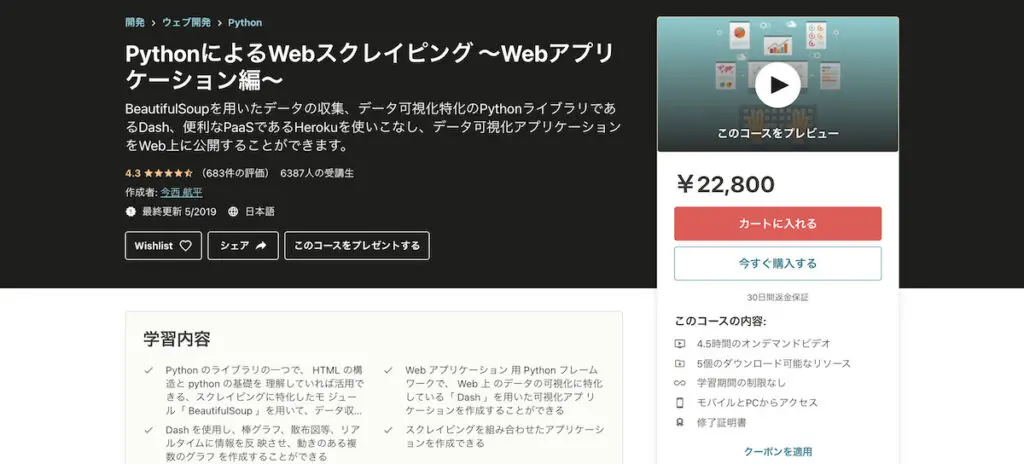 開発 › ウェブ開発 › Python
PythonによるWebスクレイピング 〜Webアプリ
ケーション編〜
BeautifulSoupを用いたデータの収集、データ可視化特化のPythonライブラリであ
るDash、便利なPaaSであるHerokuを使いこなし、データ可視化アプリケーション
をWeb上に公開することができます。
4.3 (683件の評価) 6387人の受講生
作成者: 今西 航平
最終更新 5/2019 日本語
Wishlist シェア このコースをプレゼントする
このコースをプレビュー
¥22,800
カートに入れる
今すぐ購入する
30日間返金保証
このコースの内容:
4.5時間のオンデマンドビデオ
5個のダウンロード可能なリソース
学習期間の制限なし
モバイルとPCからアクセス
修了証明書
クーポンを適用
学習内容
Python のライブラリの一つで、 HTML の構
造と python の基礎を 理解していれば活用で
きる、スクレイピングに特化したモ ジュー
ル「 BeautifulSoup 」を用いて、データ収...
Dash を使用し、棒グラフ、散布図等、リア
ルタイムに情報を反 映させ、動きのある複
数のグラフ を作成することができる
Web アプリケーション 用 Python フレーム
ワークで、 Web 上 のデータの可視化に特化
している「 Dash 」を用いた可視化アプ リ
ケーションを作成することができる
スクレイピングを組み合わせたアプリケーシ
ョンを作成できる